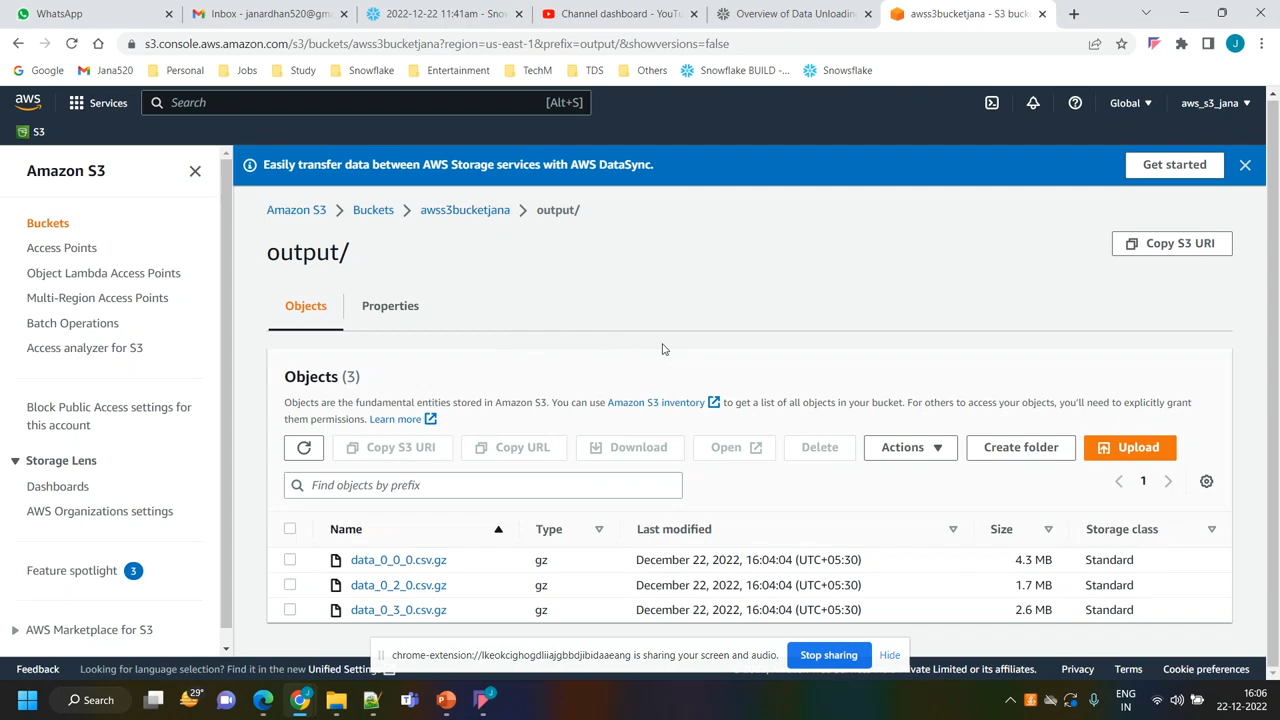 WhatsApp
Inbox - janardhan520@gm
2022-12-22 11:41am - Snow
Channel dashboard - YouTu
Overview of Data Unloading
awss3bucketjana - S3 buck
s3.console.aws.amazon.com/s3/buckets/awss3bucketjana?region=us-east-1&prefix=output/&showversions=false
J
Google
Jana520
Personal
Jobs
Study
Snowflake
Entertainment
TechM
TDS
Others
Snowflake BUILD -...
Snowsflake
aws
Services
Search
[Alt+S]
Global
aws_s3_jana
S3
Amazon S3
Buckets
Access Points
Object Lambda Access Points
Multi-Region Access Points
Batch Operations
Access analyzer for S3
Block Public Access settings for
this account
Storage Lens
Dashboards
AWS Organizations settings
Feature spotlight 3
AWS Marketplace for S3
Easily transfer data between AWS Storage services with AWS DataSync.
Get started
Amazon S3 > Buckets > awss3bucketjana > output/
output/
Copy S3 URI
Objects
Properties
Objects (3)
Objects are the fundamental entities stored in Amazon S3. You can use Amazon S3 inventory to get a list of all objects in your bucket. For others to access your objects, you'll need to explicitly grant
them permissions. Learn more
Copy S3 URI
Copy URL
Download
Open
Delete
Actions
Create folder
Upload
Find objects by prefix
1
Name
Type
Last modified
Size
Storage class
data_0_0_0.csv.gz gz December 22, 2022, 16:04:04 (UTC+05:30) 4.3 MB Standard
data_0_2_0.csv.gz gz December 22, 2022, 16:04:04 (UTC+05:30) 1.7 MB Standard
data_0_3_0.csv.gz gz December 22, 2022, 16:04:04 (UTC+05:30) 2.6 MB Standard
chrome-extension://lkeokcighogdliiajgbbdjibidaaeang is sharing your screen and audio.
Stop sharing
Hide
Feedback
Looking for language selection? Find it in the new Unified Settin
rivate Limited or its affiliates.
Privacy
Terms
Cookie preferences
Search
29°
ENG
IN
16:06
22-12-2022